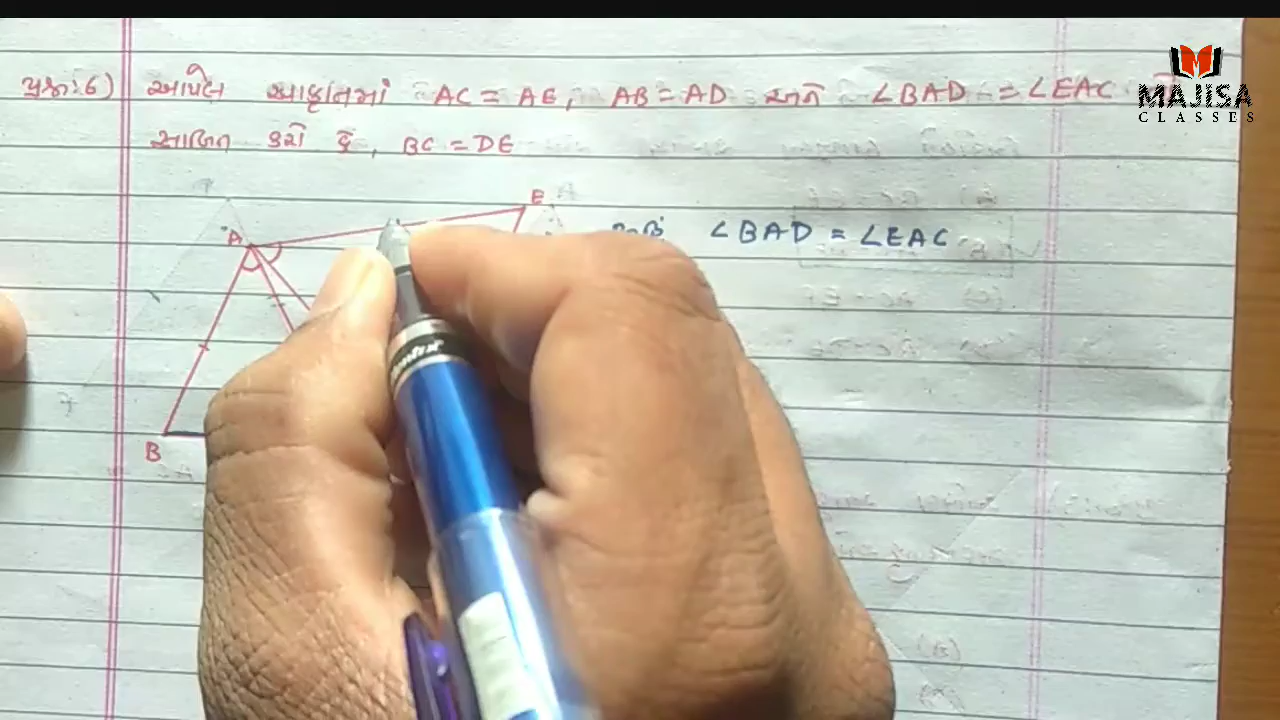 પ્રશ્ન:6) આપેલ આકૃતિમાં AC = AE, AB = AD અને ∠BAD = ∠EAC તો
સાબિત કરો કે, BC = DE
MAJISA
CLASSES
E
A
∠BAD = ∠EAC
B